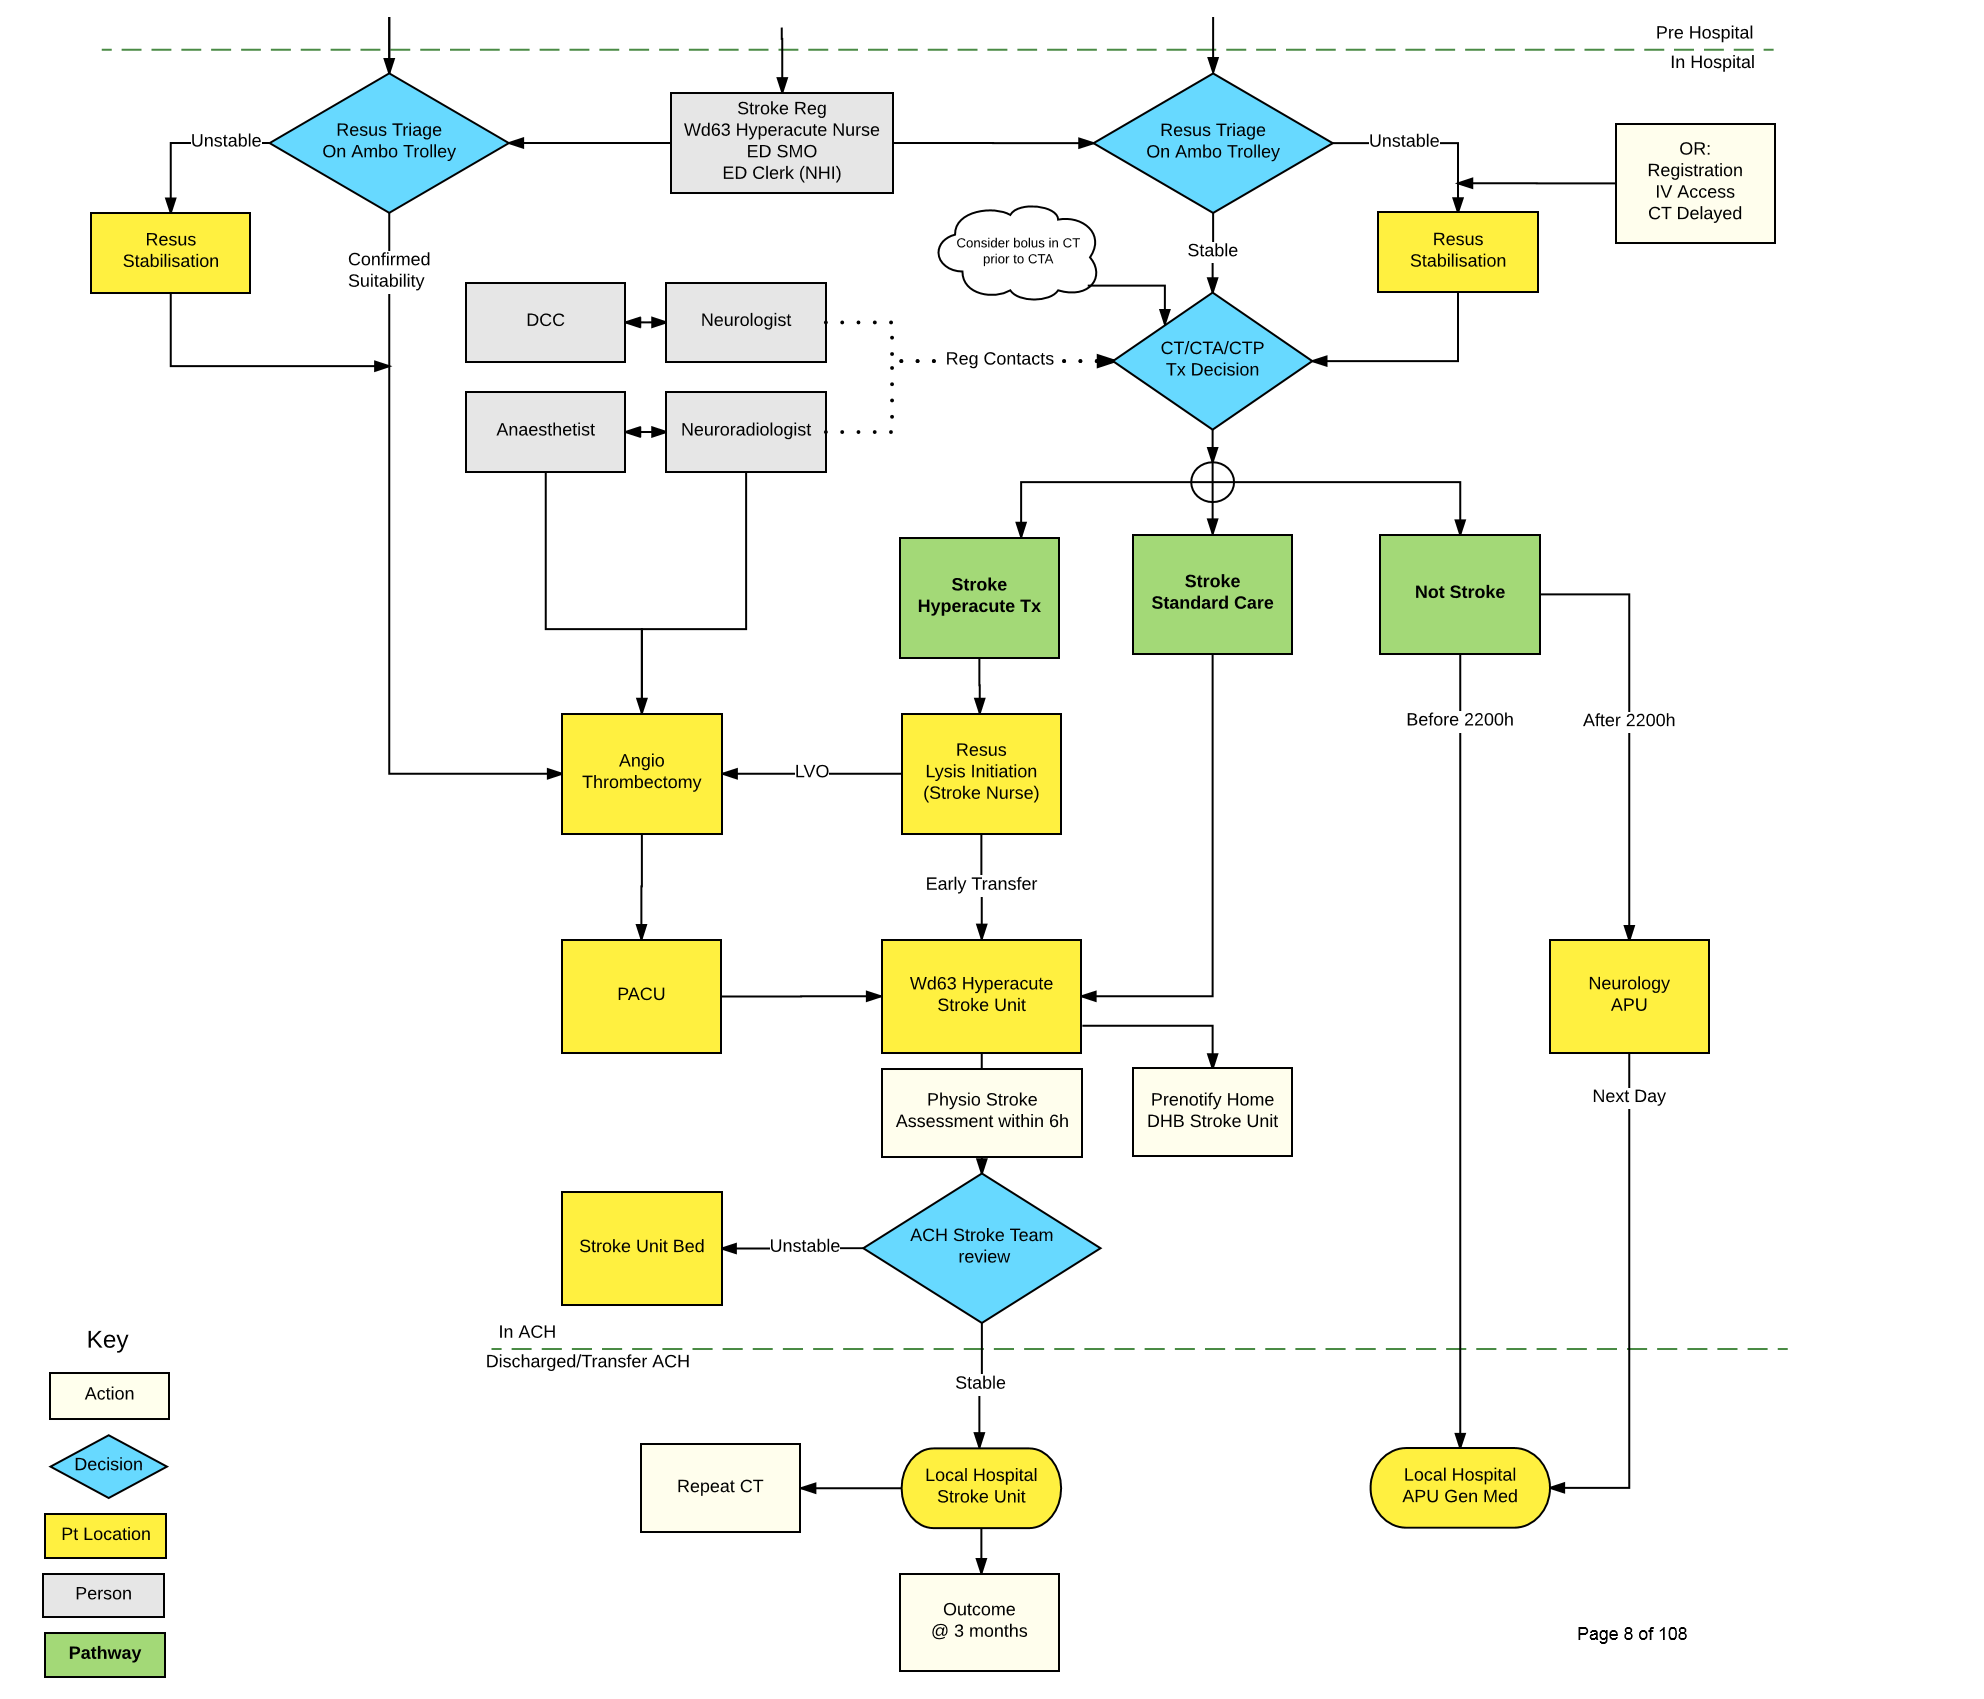 Pre Hospital
In Hospital
Resus Triage
On Ambo Trolley
Stroke Reg
Wd63 Hyperacute Nurse
ED SMO
ED Clerk (NHI)
Resus Triage
On Ambo Trolley
Unstable
Unstable
OR:
Registration
IV Access
CT Delayed
Resus
Stabilisation
Confirmed
Suitability
Consider bolus in CT
prior to CTA
Stable
Resus
Stabilisation
DCC
Neurologist
Reg Contacts
CT/CTA/CTP
Tx Decision
Anaesthetist
Neuroradiologist
Stroke
Hyperacute Tx
Stroke
Standard Care
Not Stroke
Before 2200h
After 2200h
Angio
Thrombectomy
LVO
Resus
Lysis Initiation
(Stroke Nurse)
Early Transfer
PACU
Wd63 Hyperacute
Stroke Unit
Neurology
APU
Physio Stroke
Assessment within 6h
Prenotify Home
DHB Stroke Unit
Next Day
Stroke Unit Bed
Unstable
ACH Stroke Team
review
In ACH
Discharged/Transfer ACH
Stable
Key
Action
Decision
Pt Location
Person
Pathway
Repeat CT
Local Hospital
Stroke Unit
Local Hospital
APU Gen Med
Outcome
@ 3 months
Page 8 of 108